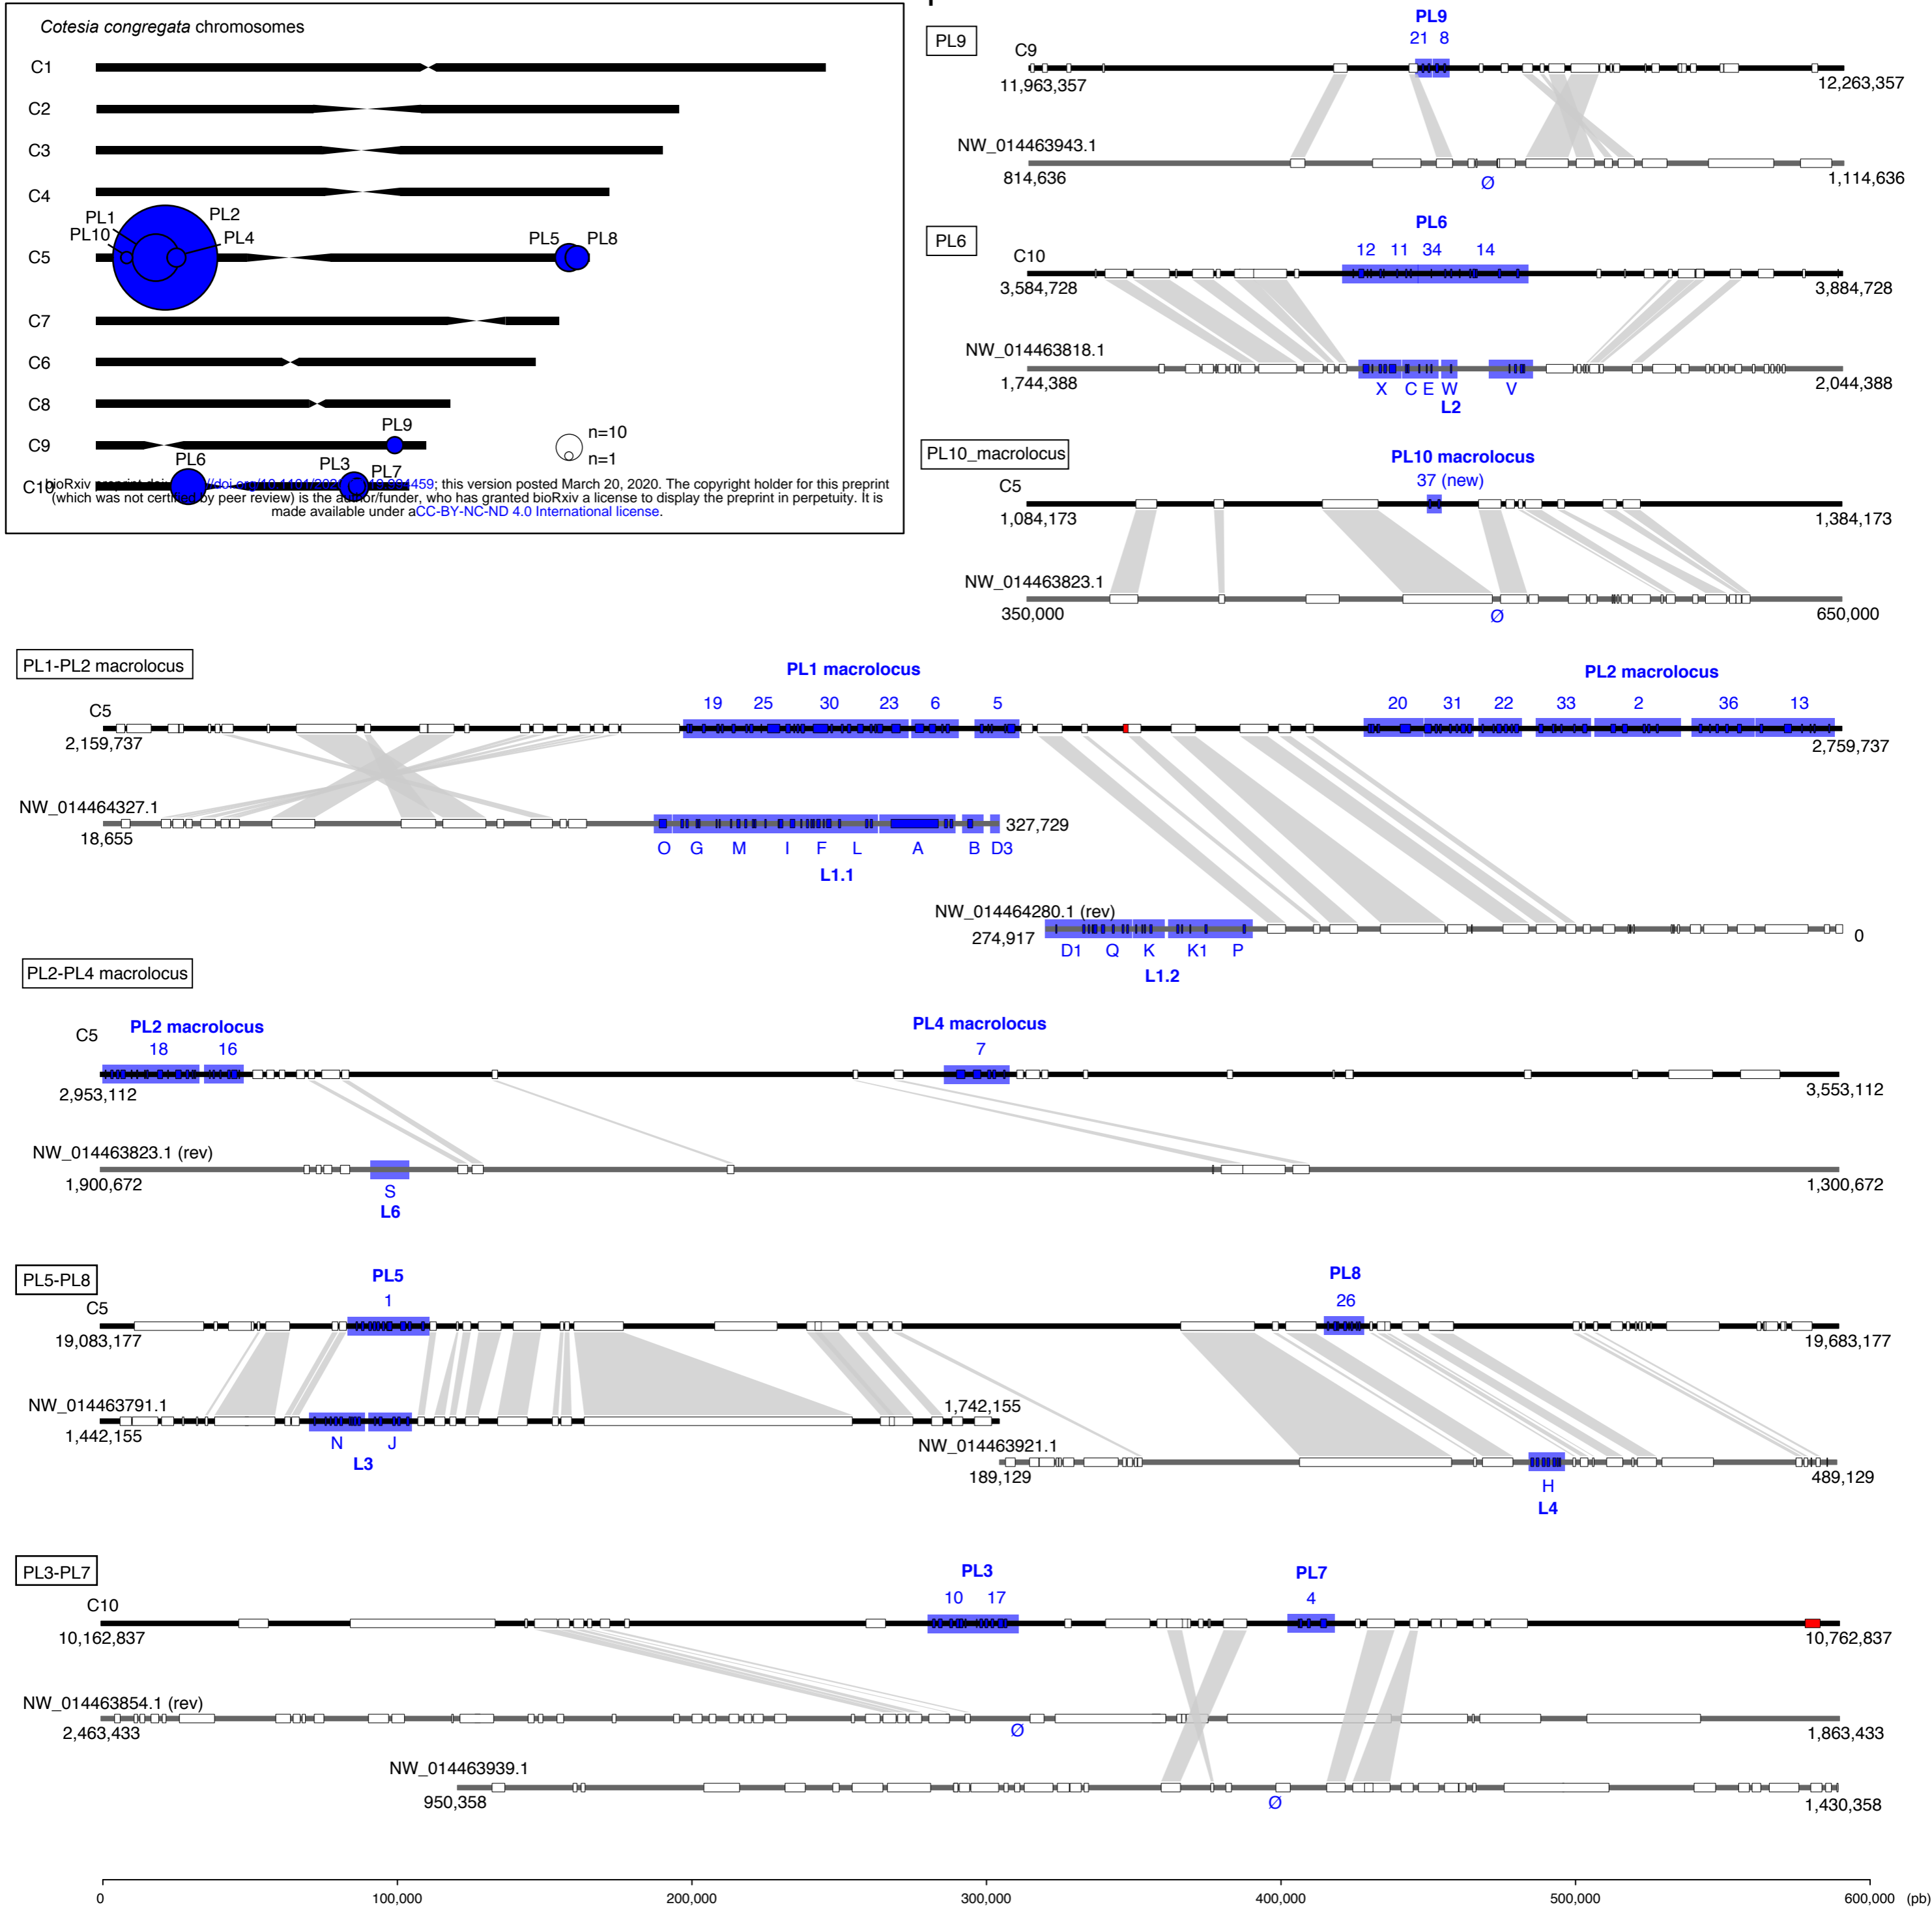 Cotesia congregata chromosomes
C1
C2
C3
C4
PL1
PL2
PL10
PL4
C5
PL5
PL8
C7
C6
C8
C9
PL9
n=10
n=1
PL6
PL3
PL7
C10
(which was not certified by peer review) is the author/funder, who has granted bioRxiv a license to display the preprint in perpetuity. It is
made available under aCC-BY-NC-ND 4.0 International license.
459; this version posted March 20, 2020. The copyright holder for this preprint
PL9
PL9
21 8
C9
11,963,357
12,263,357
NW_014463943.1
814,636
Ø
1,114,636
PL6
PL6
12 11 34 14
C10
3,584,728
3,884,728
NW_014463818.1
1,744,388
X C E W V
L2
2,044,388
PL10_macrolocus
PL10 macrolocus
37 (new)
C5
1,084,173
1,384,173
NW_014463823.1
350,000
Ø
650,000
PL1-PL2 macrolocus
PL1 macrolocus
PL2 macrolocus
19 25 30 23 6 5
20 31 22 33 2 36 13
C5
2,159,737
2,759,737
NW_014464327.1
18,655
327,729
O G M I F L A B D3
L1.1
NW_014464280.1 (rev)
274,917
0
D1 Q K K1 P
L1.2
PL2-PL4 macrolocus
PL2 macrolocus
PL4 macrolocus
C5
18 16
7
2,953,112
3,553,112
NW_014463823.1 (rev)
1,900,672
S
L6
1,300,672
PL5-PL8
PL5
PL8
1
26
C5
19,083,177
19,683,177
NW_014463791.1
1,442,155
1,742,155
N J
L3
NW_014463921.1
189,129
489,129
H
L4
PL3-PL7
PL3
PL7
10 17
4
C10
10,162,837
10,762,837
NW_014463854.1 (rev)
2,463,433
Ø
1,863,433
NW_014463939.1
950,358
Ø
1,430,358
0 100,000 200,000 300,000 400,000 500,000 600,000 (pb)